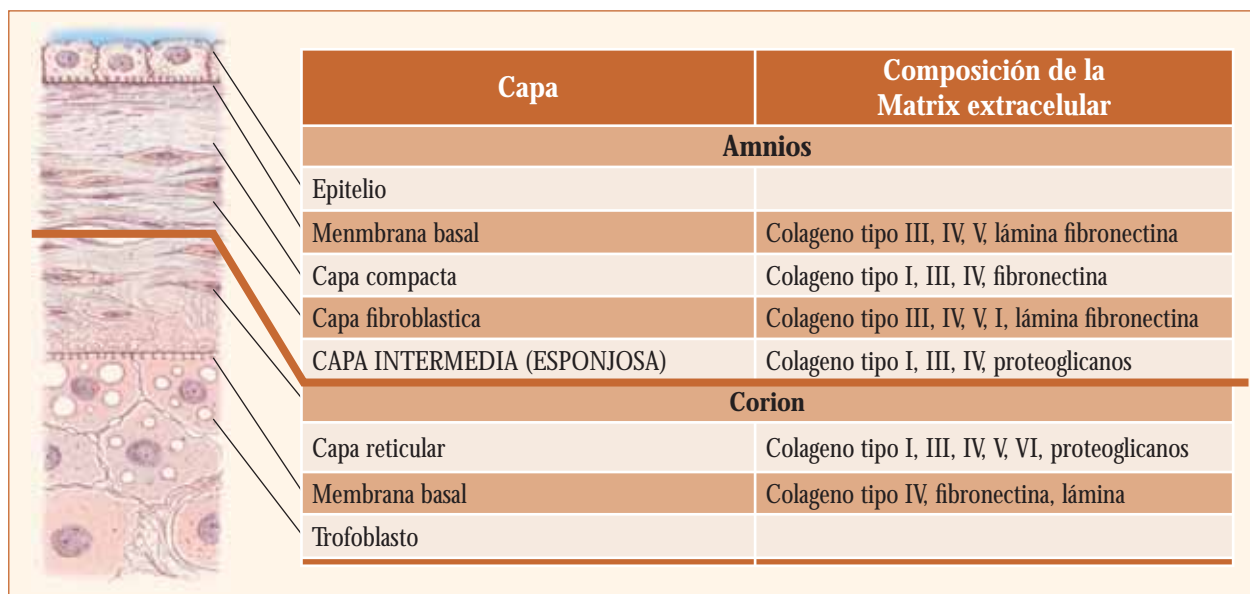 Capa
Composición de la
Matrix extracelular
Amnios
Epitelio
Menmbrana basal
Colageno tipo III, IV, V, lámina fibronectina
Capa compacta
Colageno tipo I, III, IV, fibronectina
Capa fibroblastica
Colageno tipo III, IV, V, I, lámina fibronectina
CAPA INTERMEDIA (ESPONJOSA)
Colageno tipo I, III, IV, proteoglicanos
Corion
Capa reticular
Colageno tipo I, III, IV, V, VI, proteoglicanos
Membrana basal
Colageno tipo IV, fibronectina, lámina
Trofoblasto